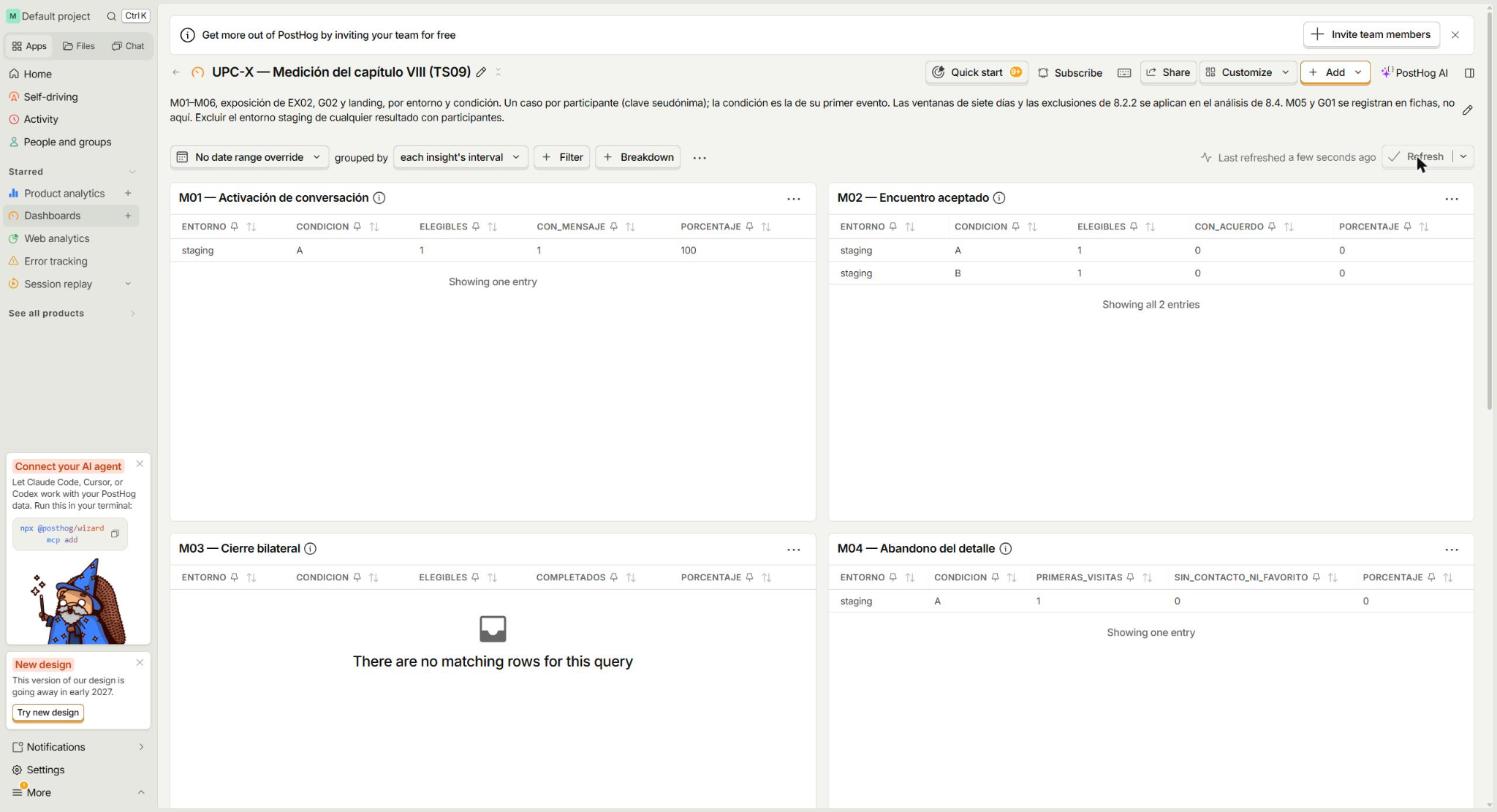 M Default project Ctrl K
Apps Files Chat
Home
Self-driving
Activity
People and groups
Starred
Product analytics +
Dashboards +
Web analytics
Error tracking
Session replay
See all products
Connect your AI agent
Let Claude Code, Cursor, or
Codex work with your PostHog
data. Run this in your terminal:
npx @posthog/wizard
mcp add
New design
This version of our design is
going away in early 2027.
Try new design
Notifications
Settings
More
Get more out of PostHog by inviting your team for free
Invite team members
UPC-X — Medición del capítulo VIII (TS09)
Quick start 9+ Subscribe Share Customize Add PostHog AI
M01–M06, exposición de EX02, G02 y landing, por entorno y condición. Un caso por participante (clave seudónima); la condición es la de su primer evento. Las ventanas de siete días y las exclusiones de 8.2.2 se aplican en el análisis de 8.4. M05 y G01 se registran en fichas, no
aquí. Excluir el entorno staging de cualquier resultado con participantes.
No date range override grouped by each insight's interval + Filter + Breakdown ...
Last refreshed a few seconds ago Refresh
M01 — Activación de conversación
ENTORNO CONDICION ELEGIBLES CON_MENSAJE PORCENTAJE
staging A 1 1 100
Showing one entry
M02 — Encuentro aceptado
ENTORNO CONDICION ELEGIBLES CON_ACUERDO PORCENTAJE
staging A 1 0 0
staging B 1 0 0
Showing all 2 entries
M03 — Cierre bilateral
ENTORNO CONDICION ELEGIBLES COMPLETADOS PORCENTAJE
There are no matching rows for this query
M04 — Abandono del detalle
ENTORNO CONDICION PRIMERAS_VISITAS SIN_CONTACTO_NI_FAVORITO PORCENTAJE
staging A 1 0 0
Showing one entry